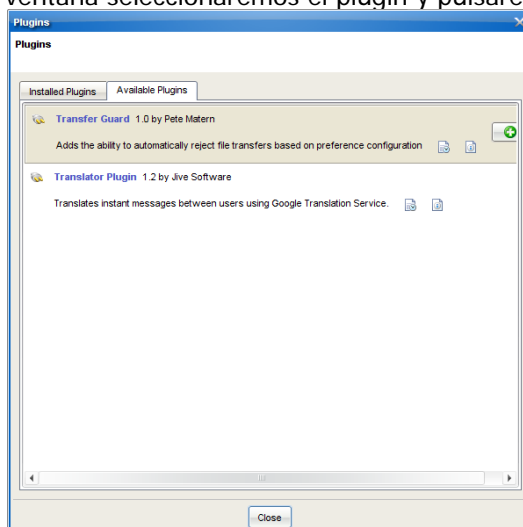 ventana seleccionaremos el plugin y pulsare
Plugins
Plugins
Installed Plugins Available Plugins
Transfer Guard 1.0 by Pete Matern
Adds the ability to automatically reject file transfers based on preference configuration
Translator Plugin 1.2 by Jive Software
Translates instant messages between users using Google Translation Service.
Close